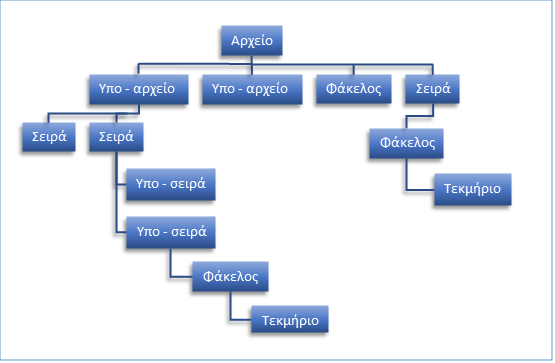 Αρχείο
Υπο - αρχείο
Υπο - αρχείο
Φάκελος
Σειρά
Σειρά
Σειρά
Φάκελος
Υπο - σειρά
Τεκμήριο
Υπο - σειρά
Φάκελος
Τεκμήριο